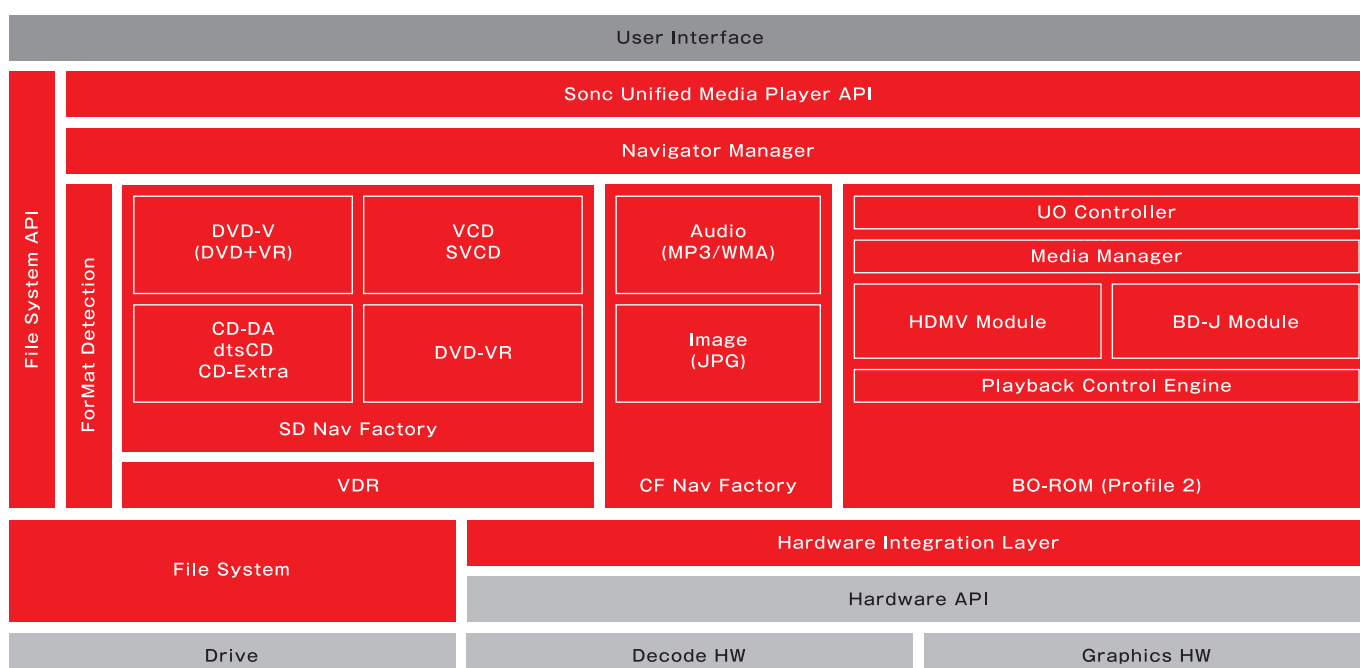 User Interface
Sonc Unified Media Player API
Navigator Manager
File System API
ForMat Detection
DVD-V
(DVD+VR)
VCD
SVCD
CD-DA
dtsCD
CD-Extra
DVD-VR
SD Nav Factory
VDR
Audio
(MP3/WMA)
Image
(JPG)
CF Nav Factory
UO Controller
Media Manager
HDMV Module
BD-J Module
Playback Control Engine
BO-ROM (Profile 2)
File System
Hardware Integration Layer
Hardware API
Drive
Decode HW
Graphics HW